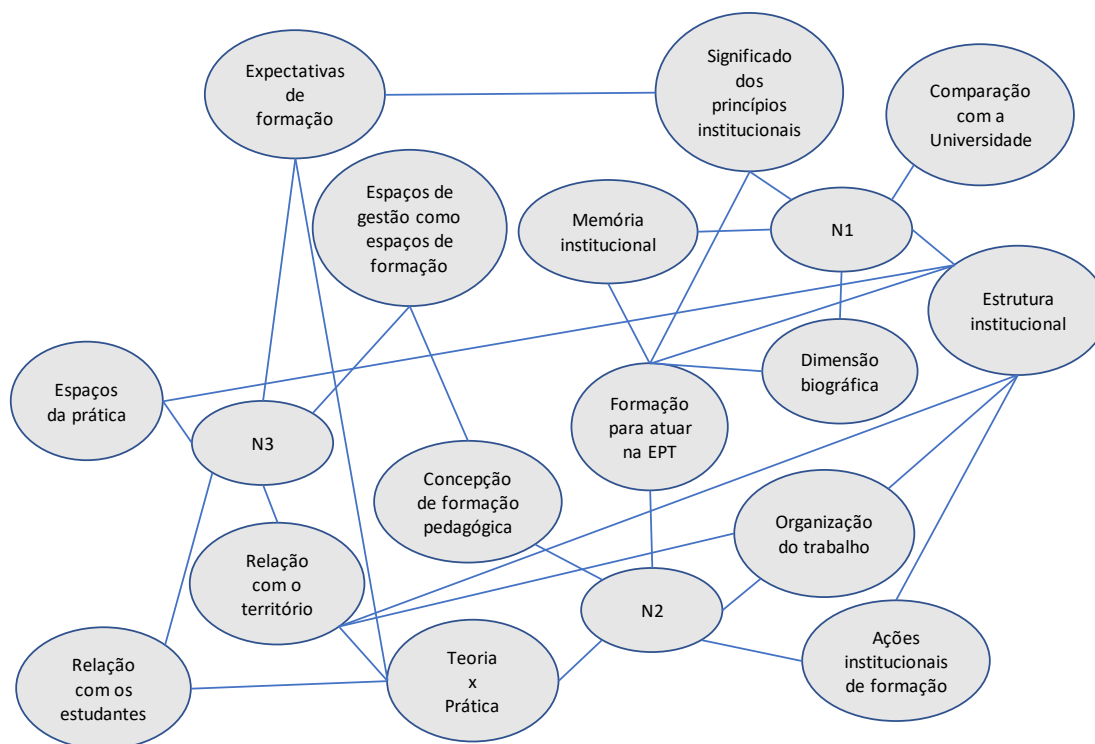 Expectativas
de
formação
Significado
dos
princípios
institucionais
Comparação
com a
Universidade
Espaços de
gestão como
espaços de
formação
Memória
institucional
N1
Estrutura
institucional
Dimensão
biográfica
Espaços
da prática
N3
Formação
para atuar
na EPT
Concepção
de formação
pedagógica
Organização
do trabalho
Relação
com o
território
N2
Relação
com os
estudantes
Teoria
x
Prática
Ações
institucionais
de formação